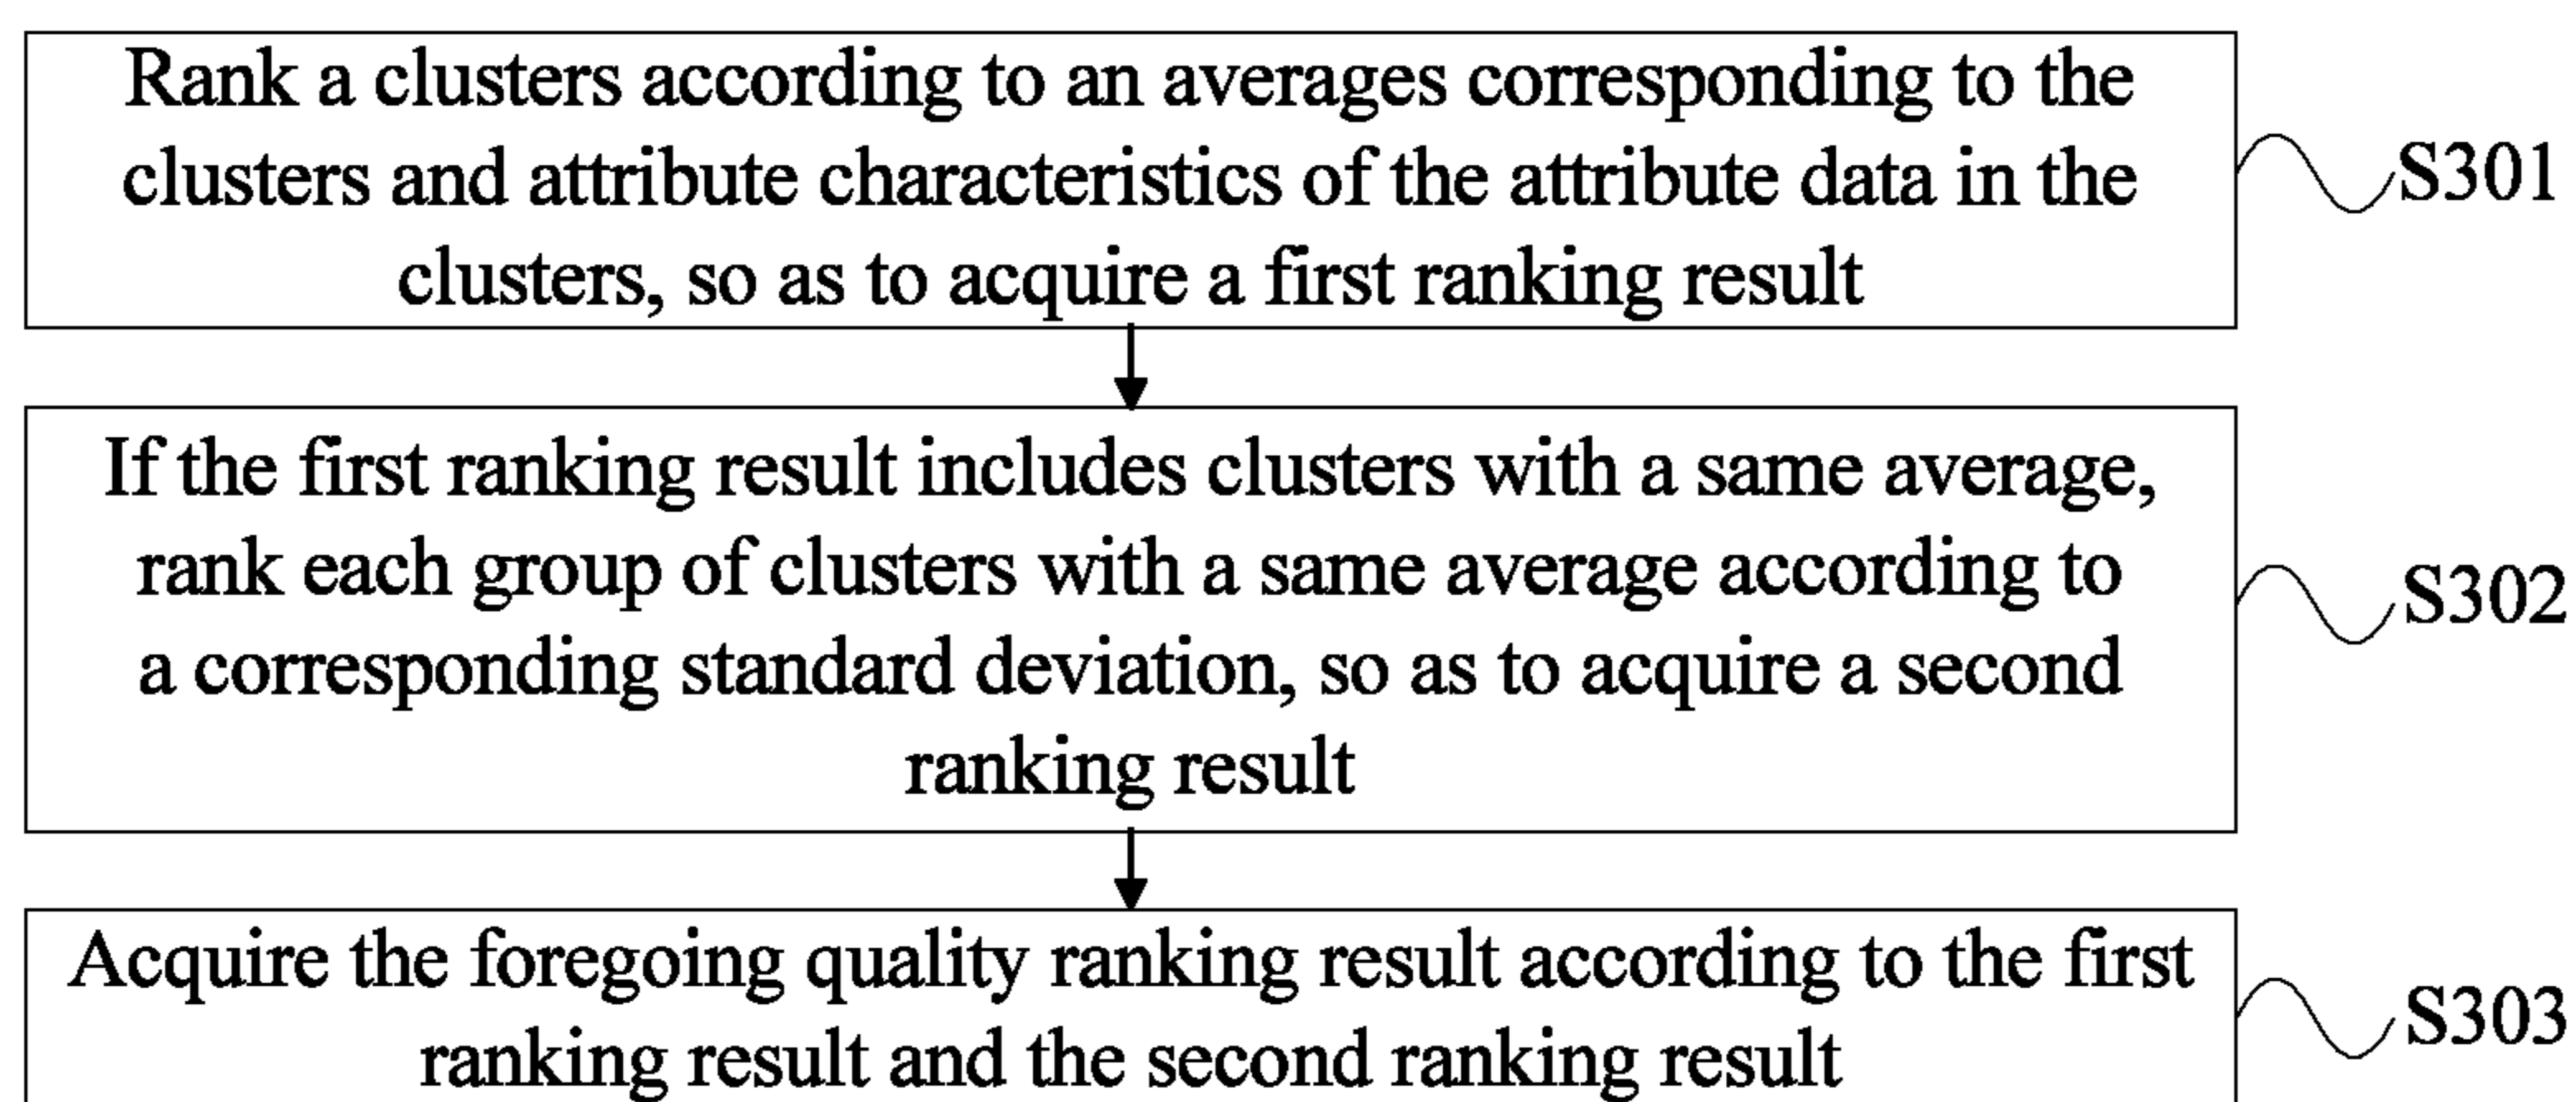 Rank a clusters according to an averages corresponding to the
clusters and attribute characteristics of the attribute data in the
clusters, so as to acquire a first ranking result
S301
If the first ranking result includes clusters with a same average,
rank each group of clusters with a same average according to
a corresponding standard deviation, so as to acquire a second
ranking result
S302
Acquire the foregoing quality ranking result according to the first
ranking result and the second ranking result
S303